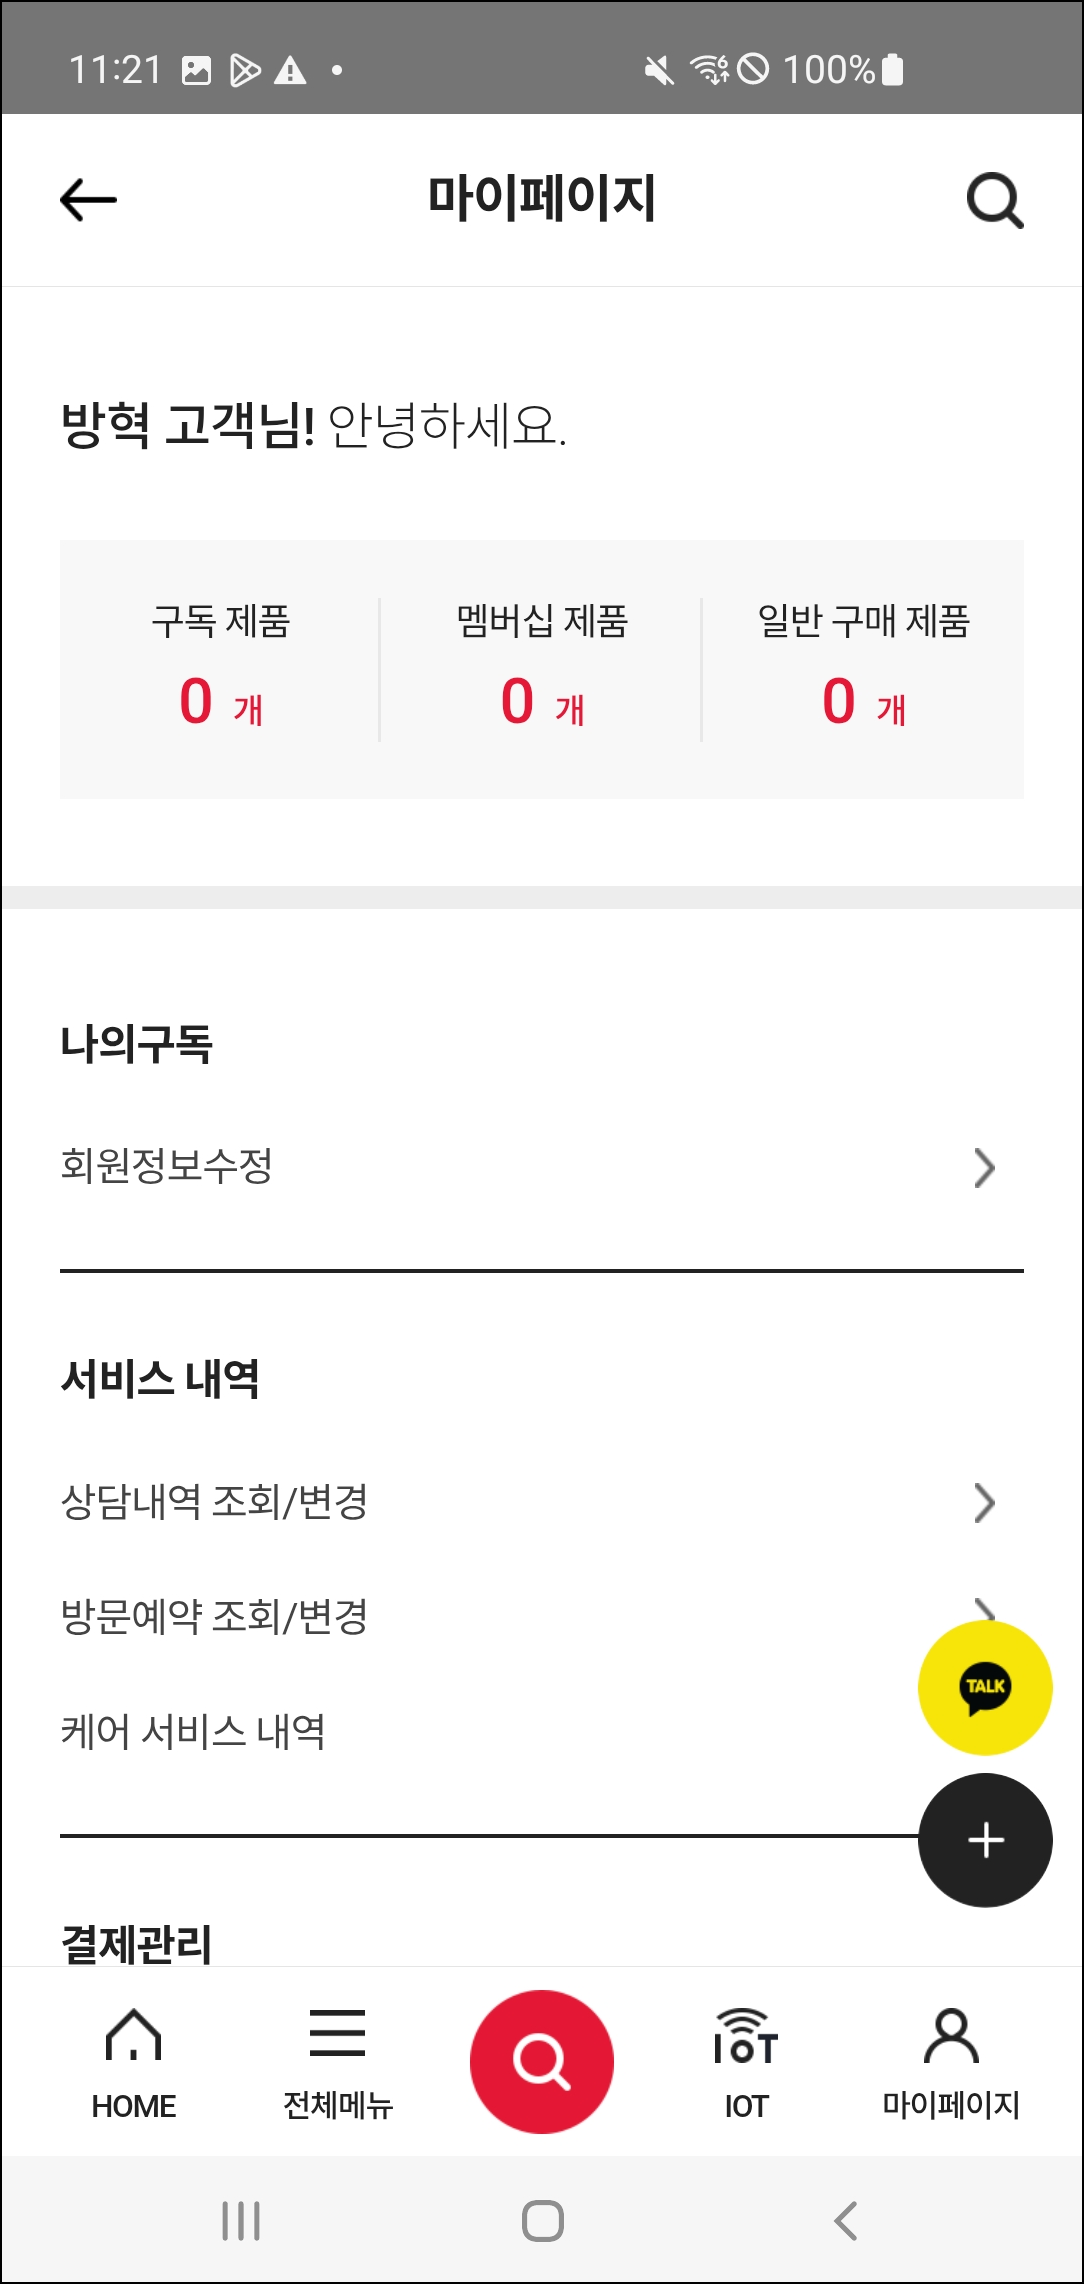 11:21 100%
마이페이지
방혁 고객님! 안녕하세요.
구독 제품 멤버십 제품 일반 구매 제품
0 개 0 개 0 개
나의구독
회원정보수정
서비스 내역
상담내역 조회/변경
방문예약 조회/변경
TALK
케어 서비스 내역
결제관리
IOT
HOME 전체메뉴 IOT 마이페이지